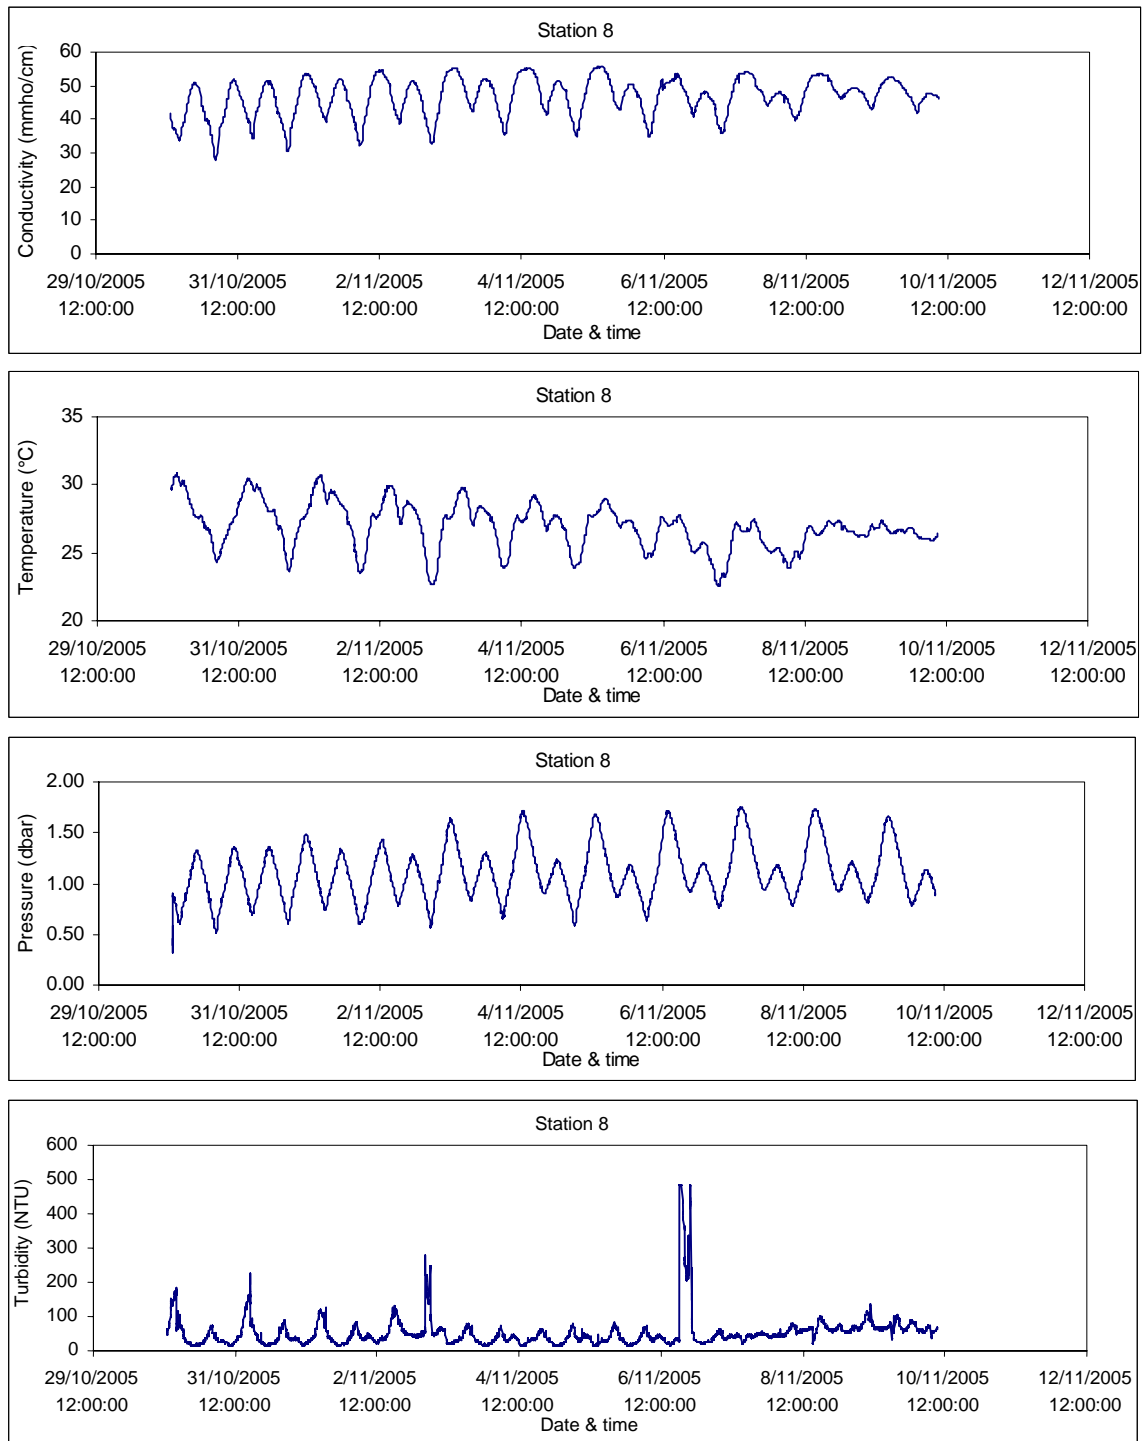 Station 8
Conductivity (mmho/cm)
60
50
40
30
20
10
0
29/10/2005 31/10/2005 2/11/2005 4/11/2005 6/11/2005 8/11/2005 10/11/2005 12/11/2005
12:00:00 12:00:00 12:00:00 12:00:00 12:00:00 12:00:00 12:00:00 12:00:00
Date & time
Station 8
Temperature (°C)
35
30
25
20
29/10/2005 31/10/2005 2/11/2005 4/11/2005 6/11/2005 8/11/2005 10/11/2005 12/11/2005
12:00:00 12:00:00 12:00:00 12:00:00 12:00:00 12:00:00 12:00:00 12:00:00
Date & time
Station 8
Pressure (dbar)
2.00
1.50
1.00
0.50
0.00
29/10/2005 31/10/2005 2/11/2005 4/11/2005 6/11/2005 8/11/2005 10/11/2005 12/11/2005
12:00:00 12:00:00 12:00:00 12:00:00 12:00:00 12:00:00 12:00:00 12:00:00
Date & time
Station 8
Turbidity (NTU)
600
500
400
300
200
100
0
29/10/2005 31/10/2005 2/11/2005 4/11/2005 6/11/2005 8/11/2005 10/11/2005 12/11/2005
12:00:00 12:00:00 12:00:00 12:00:00 12:00:00 12:00:00 12:00:00 12:00:00
Date & time